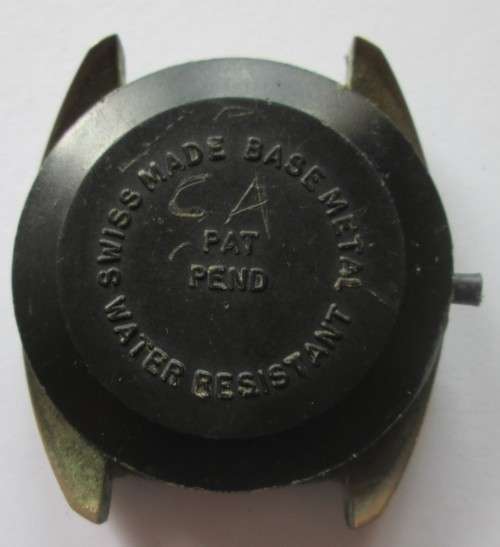 SWISS MADE BASE METAL
WATER RESISTANT
CA
PAT
PEND